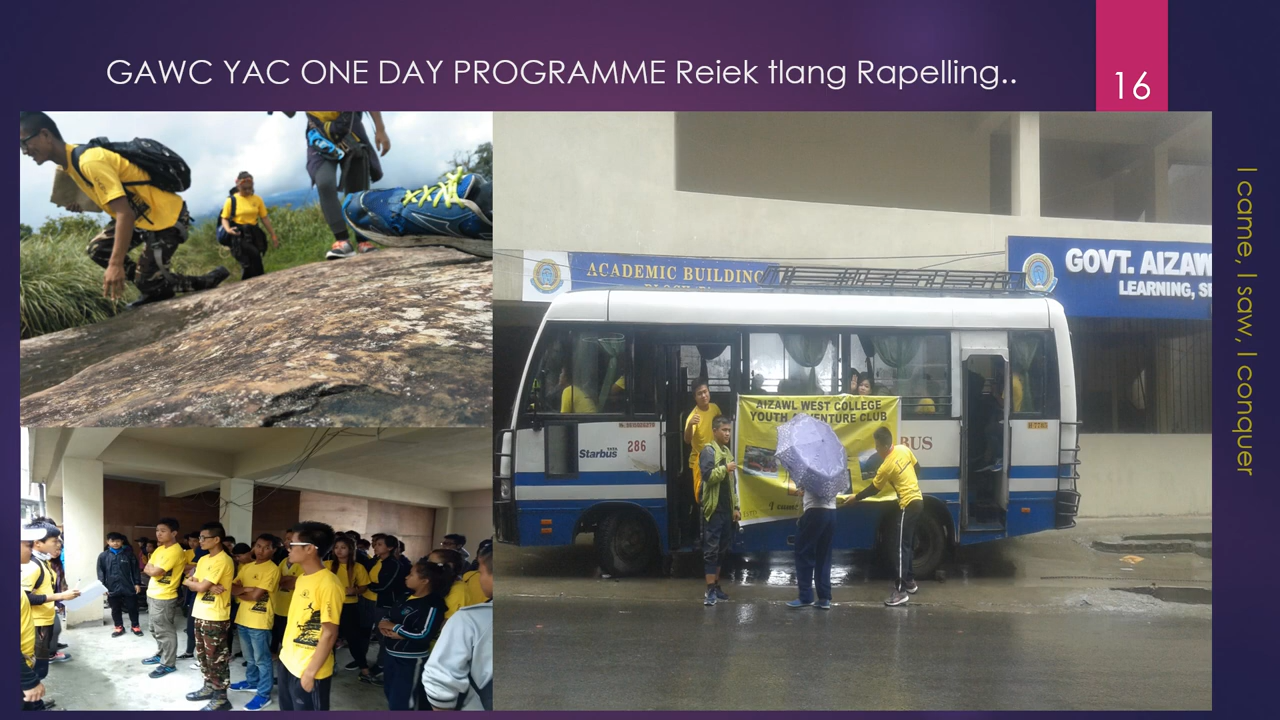 GAWC YAC ONE DAY PROGRAMME Reiek tlang Rapelling..
16
ACADEMIC BUILDING
GOVT. AIZAW
LEARNING, S
AIZAWL WEST COLLEGE
YOUTH ADVENTURE CLUB
BUS
286
TATA
Starbus
I came, I saw, I conquer